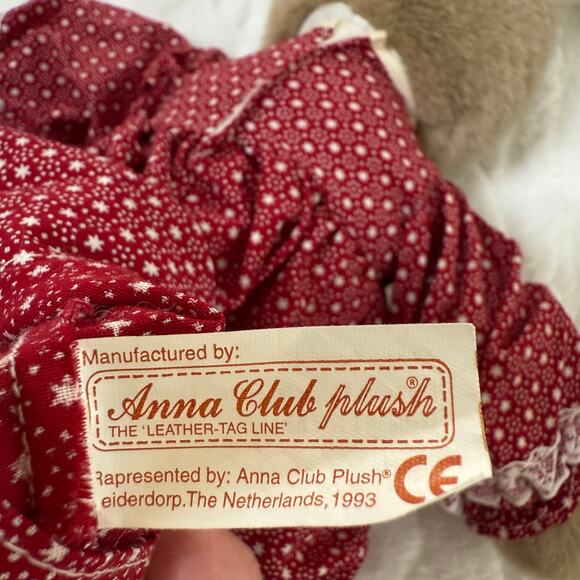 Manufactured by:
Anna Club plush®
THE 'LEATHER-TAG LINE'
Rapresented by: Anna Club Plush® CE
eiderdorp.The Netherlands, 1993